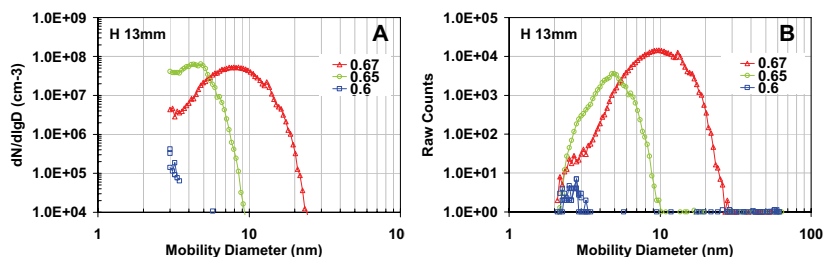 H 13mm
A
0.67
0.65
0.6
dN/dlgD (cm-3)
1.0E+09
1.0E+08
1.0E+07
1.0E+06
1.0E+05
1.0E+04
1
10
10
Mobility Diameter (nm)
H 13mm
B
0.67
0.65
0.6
Raw Counts
1.0E+05
1.0E+04
1.0E+03
1.0E+02
1.0E+01
1.0E+00
1
10
100
Mobility Diameter (nm)